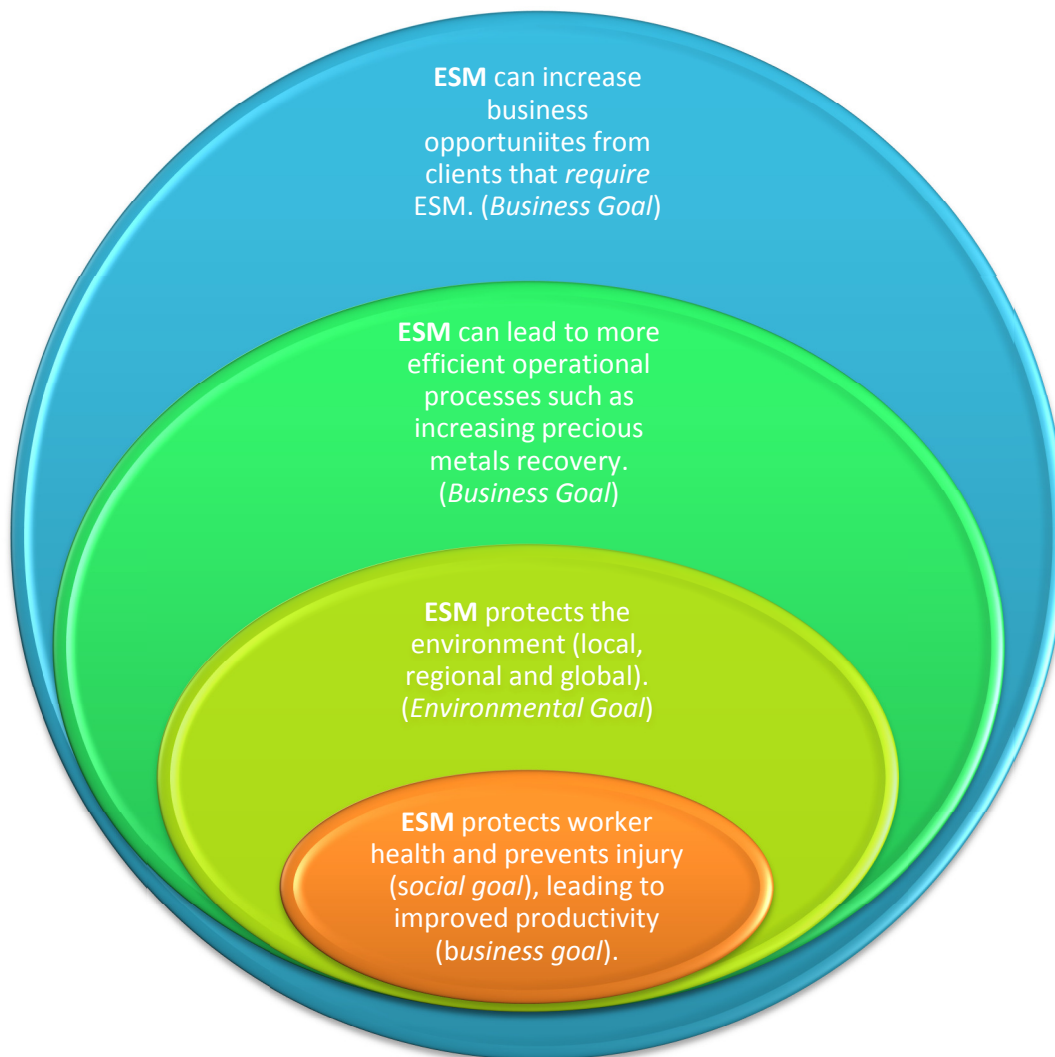 ESM can increase
business
opportuniites from
clients that require
ESM. (Business Goal)
ESM can lead to more
efficient operational
processes such as
increasing precious
metals recovery.
(Business Goal)
ESM protects the
environment (local,
regional and global).
(Environmental Goal)
ESM protects worker
health and prevents injury
(social goal), leading to
improved productivity
(business goal).